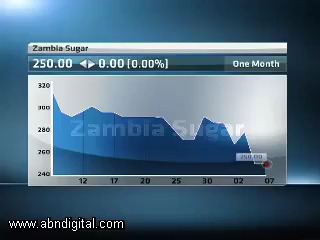 Zambia Sugar
250.00 ◀▶ 0.00 [0.00%] One Month
320
300
280
260
240
Zambia Sugar
250.00
12 17 25 30 02 07
www.abndigital.com